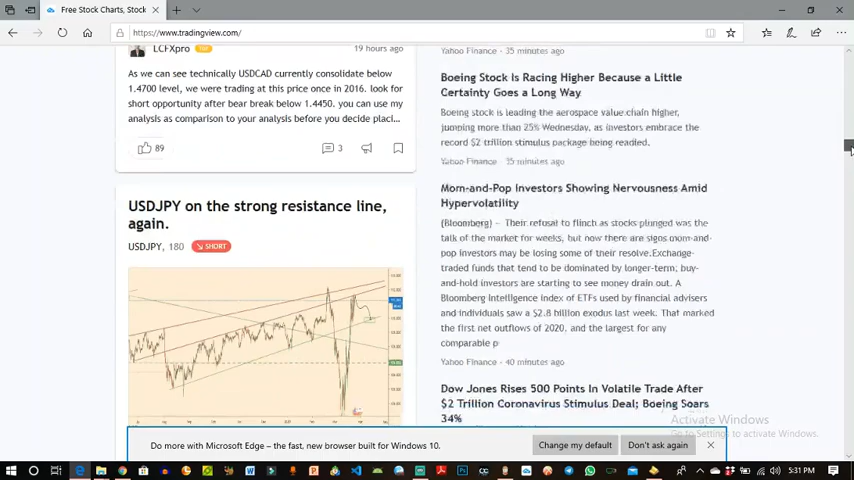 Free Stock Charts, Stock
https://www.tradingview.com/
LCFXpro TOP
19 hours ago
As we can see technically USDCAD currently consolidate below
1.4700 level, we were trading at this price once in 2016. look for
short opportunity after bear break below 1.4450. you can use my
analysis as comparison to your analysis before you decide placi...
89
3
USDJPY on the strong resistance line,
again.
USDJPY, 180 SHORT
Yahoo Finance - 35 minutes ago
Boeing Stock Is Racing Higher Because a Little
Certainty Goes a Long Way
Boeing stock is leading the aerospace value chain higher,
jumping more than 25% Wednesday, as investors embrace the
record $2 trillion stimulus package being readied.
Yahoo Finance - 35 minutes ago
Mom-and-Pop Investors Showing Nervousness Amid
Hypervolatility
(Bloomberg) -- Their refusal to flinch as stocks plunged was the
talk of the market for weeks, but now there are signs mom-and-
pop investors may be losing some of their resolve.Exchange-
traded funds that tend to be dominated by longer-term, buy-
and-hold investors are starting to see money drain out. A
Bloomberg Intelligence index of ETFs used by financial advisers
and individuals saw a $2.8 billion exodus last week. That marked
the first net outflows of 2020, and the largest for any
comparable p
Yahoo Finance - 40 minutes ago
Dow Jones Rises 500 Points In Volatile Trade After
$2 Trillion Coronavirus Stimulus Deal; Boeing Soars
34%
Activate Windows
Go to Settings to activate Windows.
Do more with Microsoft Edge – the fast, new browser built for Windows 10.
Change my default
Don't ask again
5:31 PM